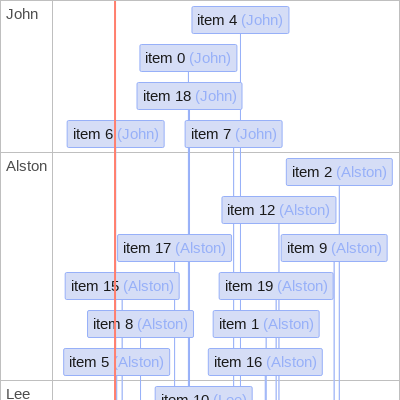 John
item 4 (John)
item 0 (John)
item 18 (John)
item 6 (John)
item 7 (John)
Alston
item 2 (Alston)
item 12 (Alston)
item 17 (Alston)
item 9 (Alston)
item 15 (Alston)
item 19 (Alston)
item 8 (Alston)
item 1 (Alston)
item 5 (Alston)
item 16 (Alston)
Lee
item 10 (Lee)